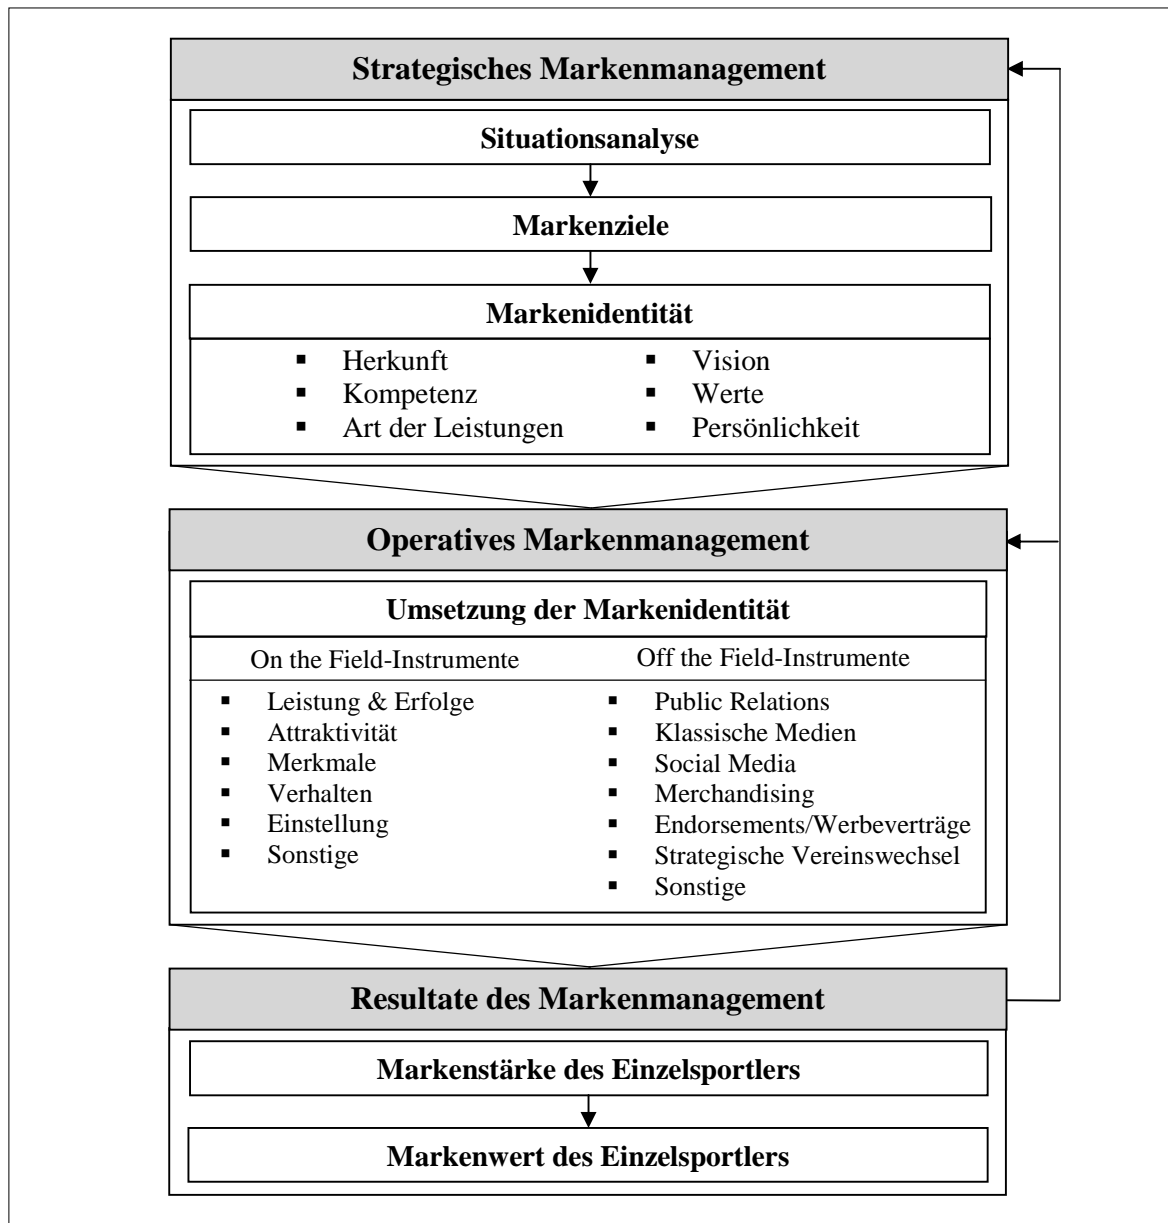 Strategisches Markenmanagement
Situationsanalyse
Markenziele
Markenidentität
▪ Herkunft
▪ Kompetenz
▪ Art der Leistungen
▪ Vision
▪ Werte
▪ Persönlichkeit
Operatives Markenmanagement
Umsetzung der Markenidentität
On the Field-Instrumente
▪ Leistung & Erfolge
▪ Attraktivität
▪ Merkmale
▪ Verhalten
▪ Einstellung
▪ Sonstige
Off the Field-Instrumente
▪ Public Relations
▪ Klassische Medien
▪ Social Media
▪ Merchandising
▪ Endorsements/Werbeverträge
▪ Strategische Vereinswechsel
▪ Sonstige
Resultate des Markenmanagement
Markenstärke des Einzelsportlers
Markenwert des Einzelsportlers